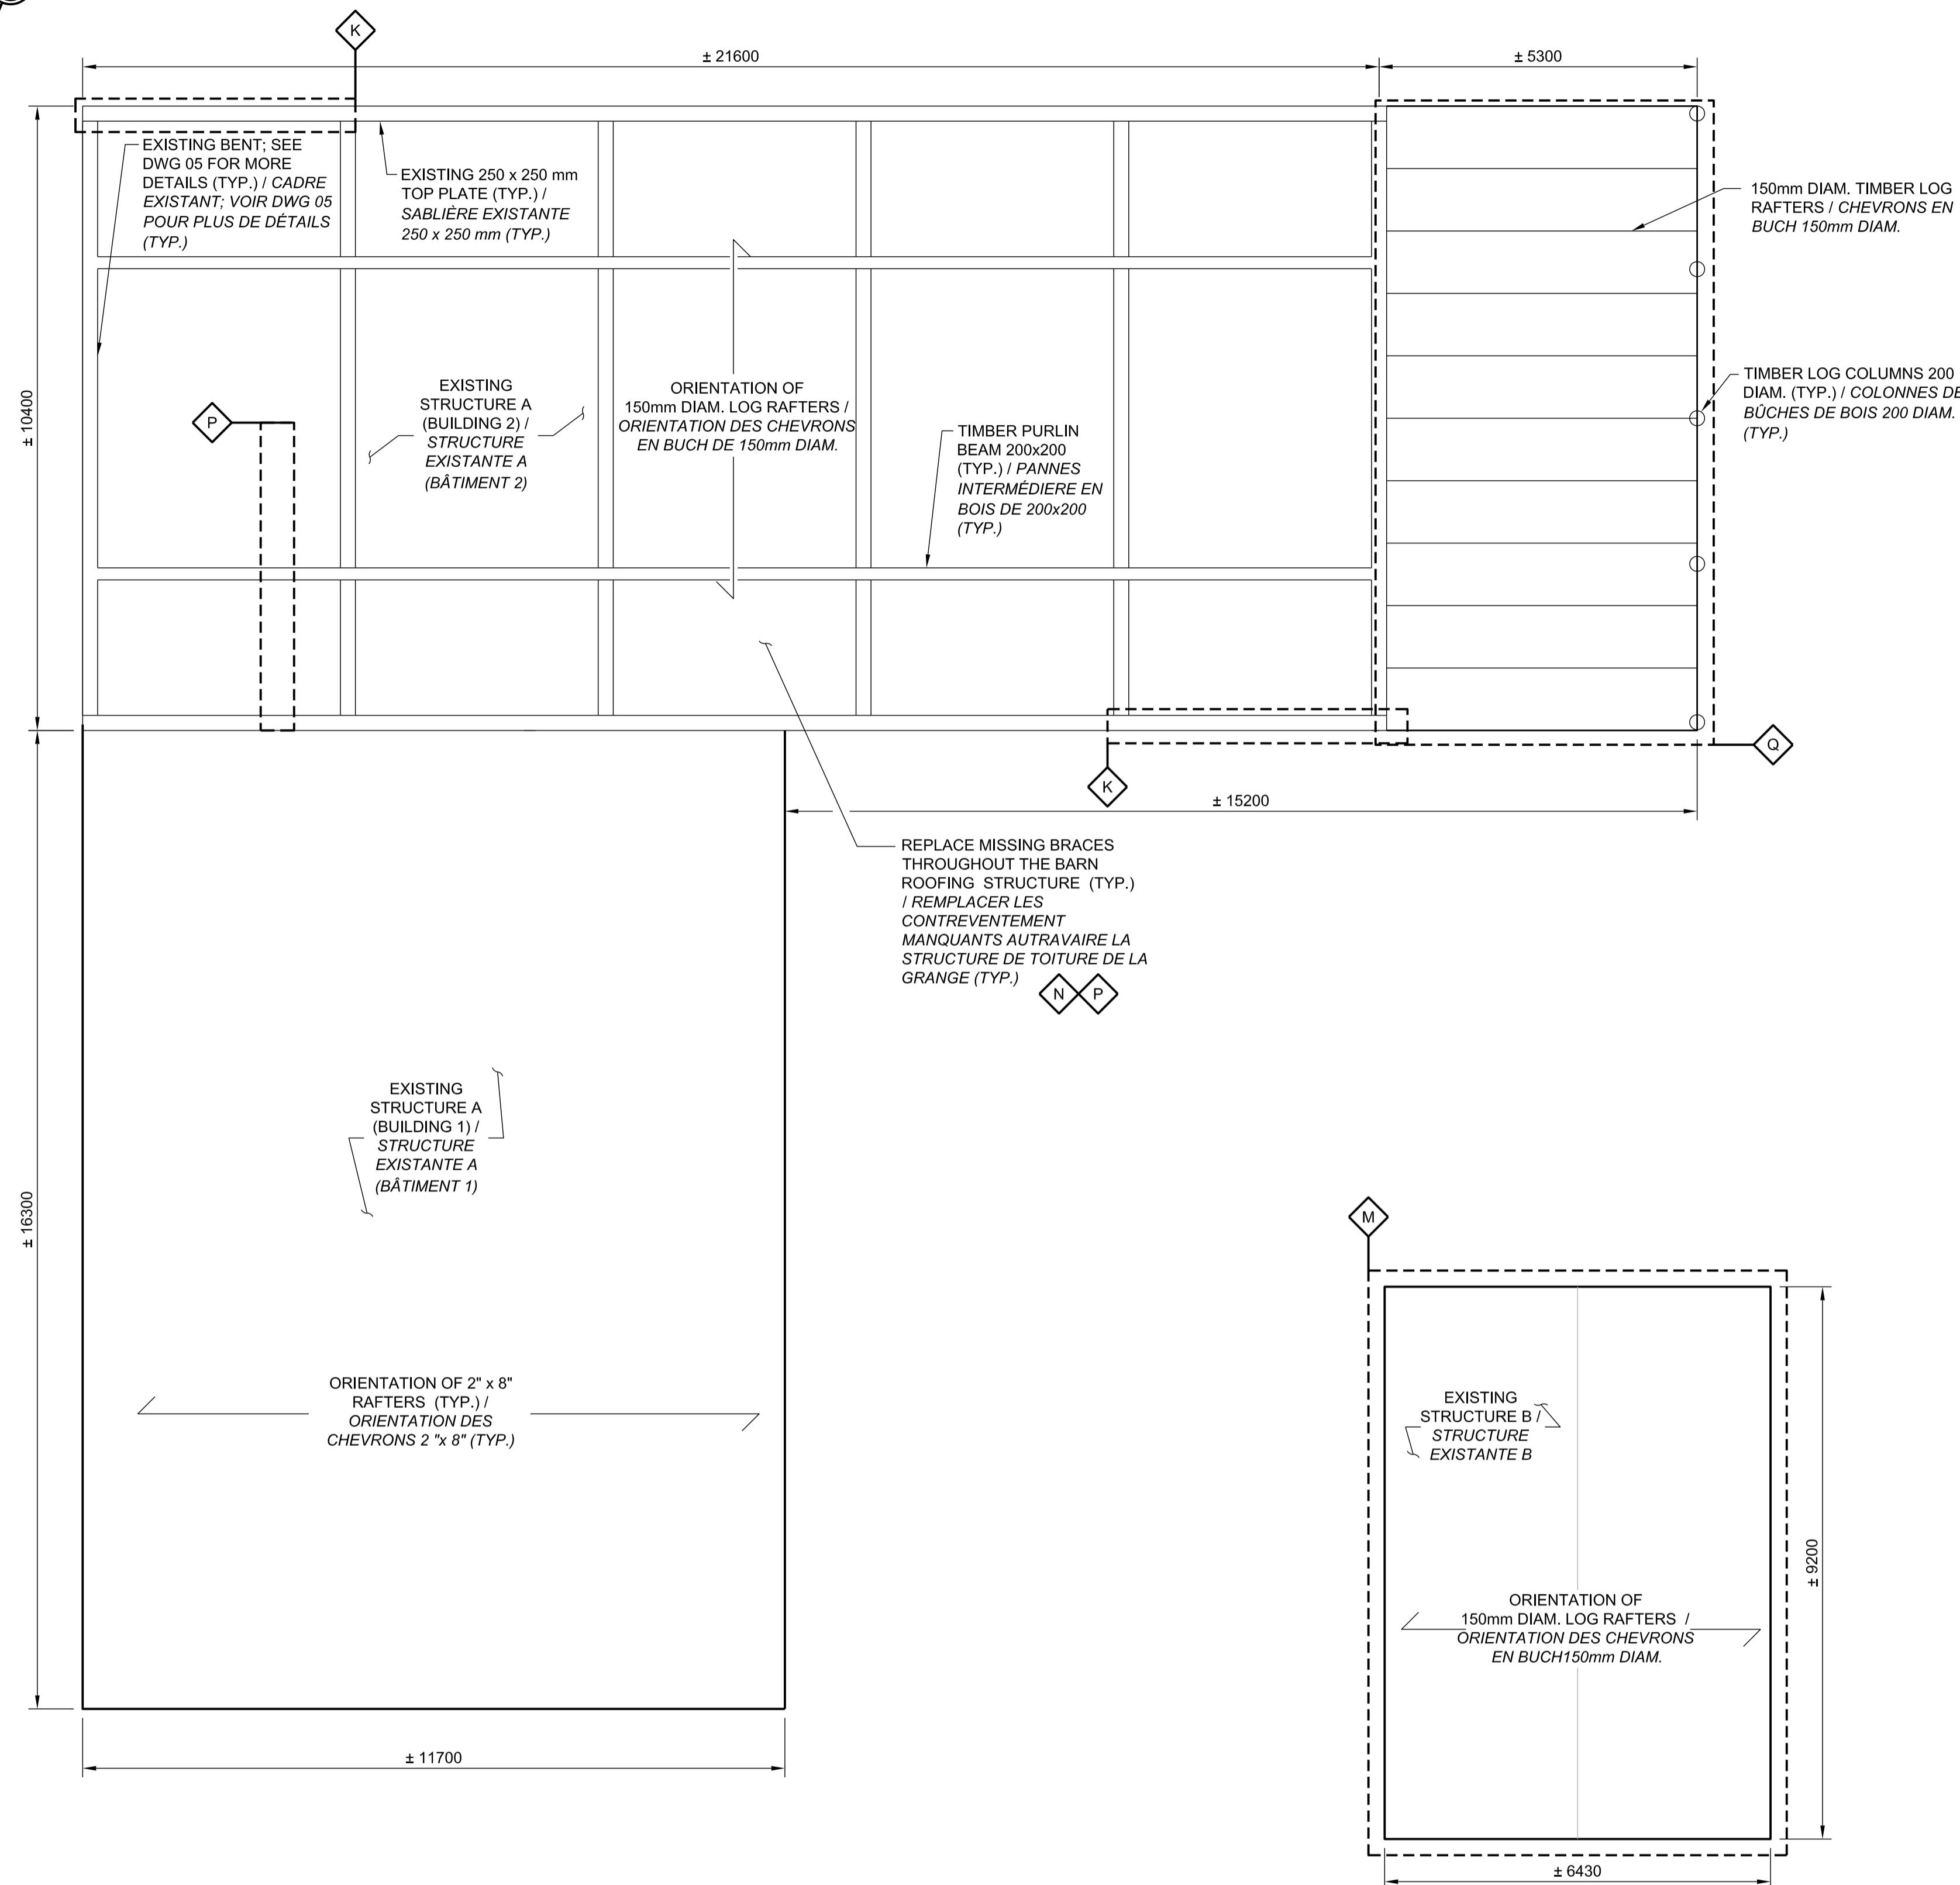 K
± 21600
± 5300
EXISTING BENT; SEE
DWG 05 FOR MORE
DETAILS (TYP.) / CADRE
EXISTANT; VOIR DWG 05
POUR PLUS DE DÉTAILS
(TYP.)
EXISTING 250 x 250 mm
TOP PLATE (TYP.) /
SABLIÈRE EXISTANTE
250 x 250 mm (TYP.)
150mm DIAM. TIMBER LOG
RAFTERS / CHEVRONS EN
BUCH 150mm DIAM.
± 10400
P
EXISTING
STRUCTURE A
(BUILDING 2) /
STRUCTURE
EXISTANTE A
(BÂTIMENT 2)
ORIENTATION OF
150mm DIAM. LOG RAFTERS /
ORIENTATION DES CHEVRONS
EN BUCH DE 150mm DIAM.
TIMBER PURLIN
BEAM 200x200
(TYP.) / PANNES
INTERMÉDIERE EN
BOIS DE 200x200
(TYP.)
TIMBER LOG COLUMNS 200
DIAM. (TYP.) / COLONNES DE
BÛCHES DE BOIS 200 DIAM.
(TYP.)
Q
K
± 15200
REPLACE MISSING BRACES
THROUGHOUT THE BARN
ROOFING STRUCTURE (TYP.)
/ REMPLACER LES
CONTREVENTEMENT
MANQUANTS AUTRAVAIRE LA
STRUCTURE DE TOITURE DE LA
GRANGE (TYP.)
N P
EXISTING
STRUCTURE A
(BUILDING 1) /
STRUCTURE
EXISTANTE A
(BÂTIMENT 1)
± 16300
ORIENTATION OF 2" x 8"
RAFTERS (TYP.) /
ORIENTATION DES
CHEVRONS 2 "x 8" (TYP.)
± 11700
M
EXISTING
STRUCTURE B /
STRUCTURE
EXISTANTE B
± 9200
ORIENTATION OF
150mm DIAM. LOG RAFTERS /
ORIENTATION DES CHEVRONS
EN BUCH150mm DIAM.
± 6430